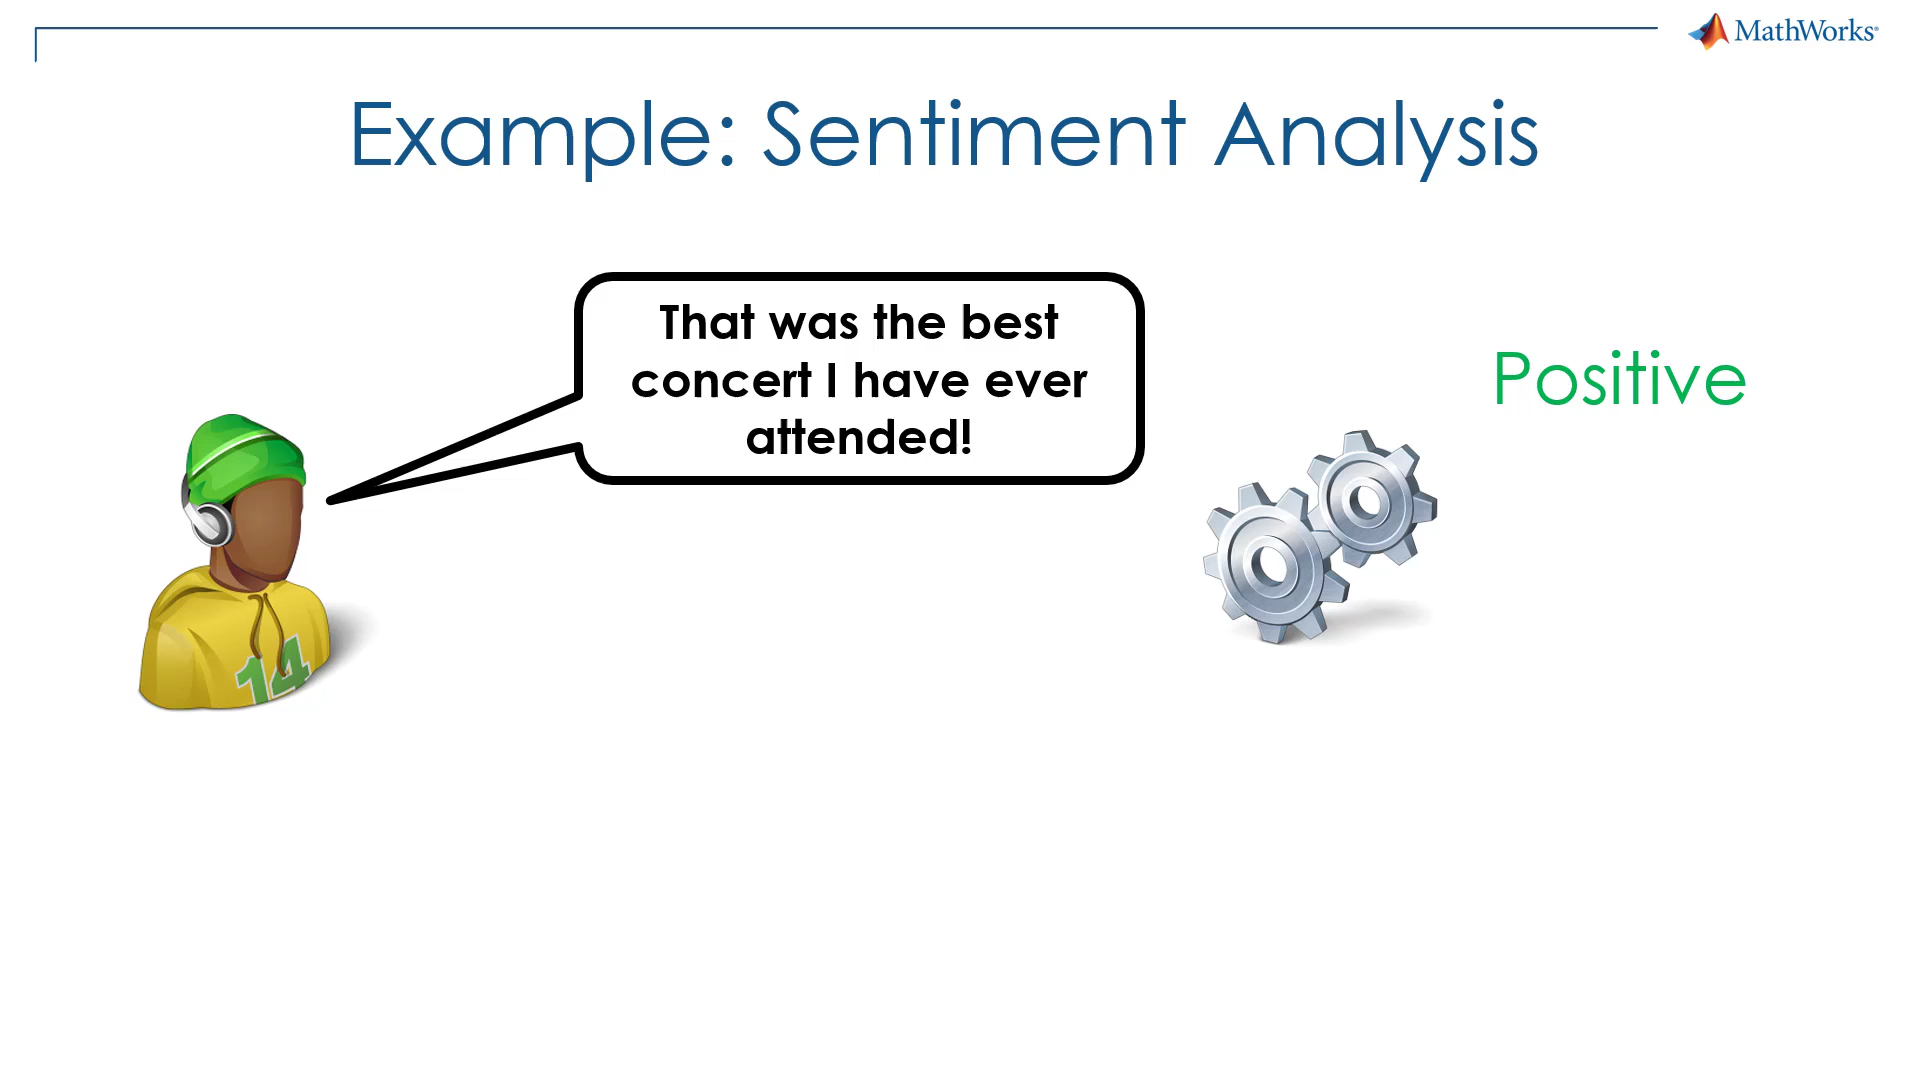 MathWorks®
Example: Sentiment Analysis
That was the best
concert I have ever
attended!
Positive
14